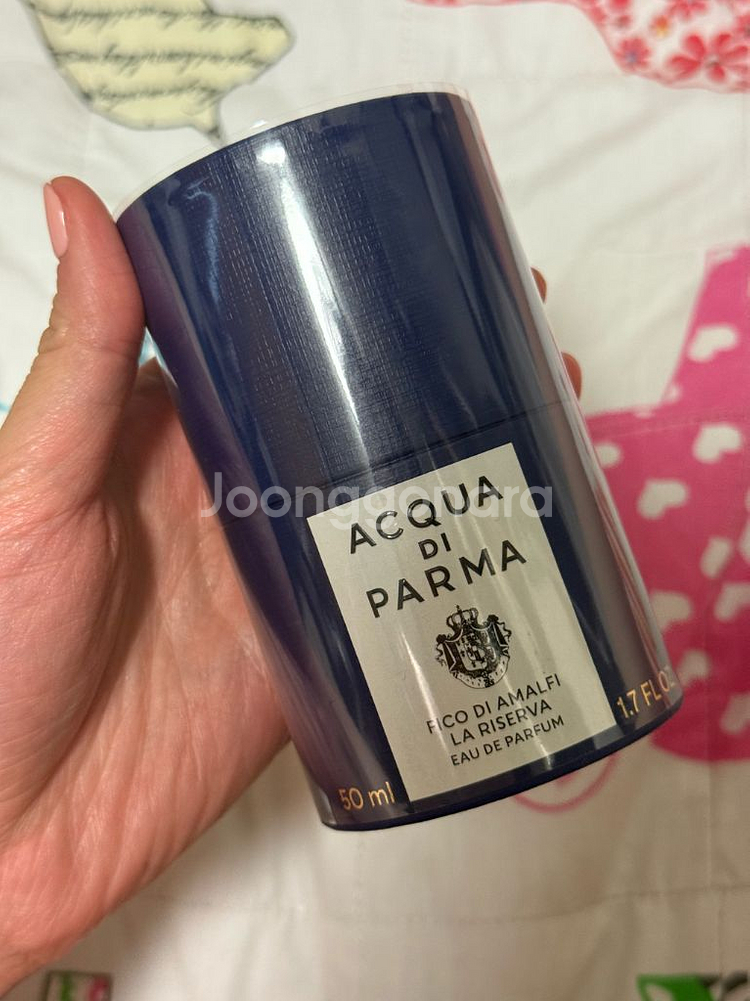 Joonggonara
ACQUA
DI
PARMA
FICO DI AMALFI
LA RISERVA
EAU DE PARFUM
50 ml
1.7 FL